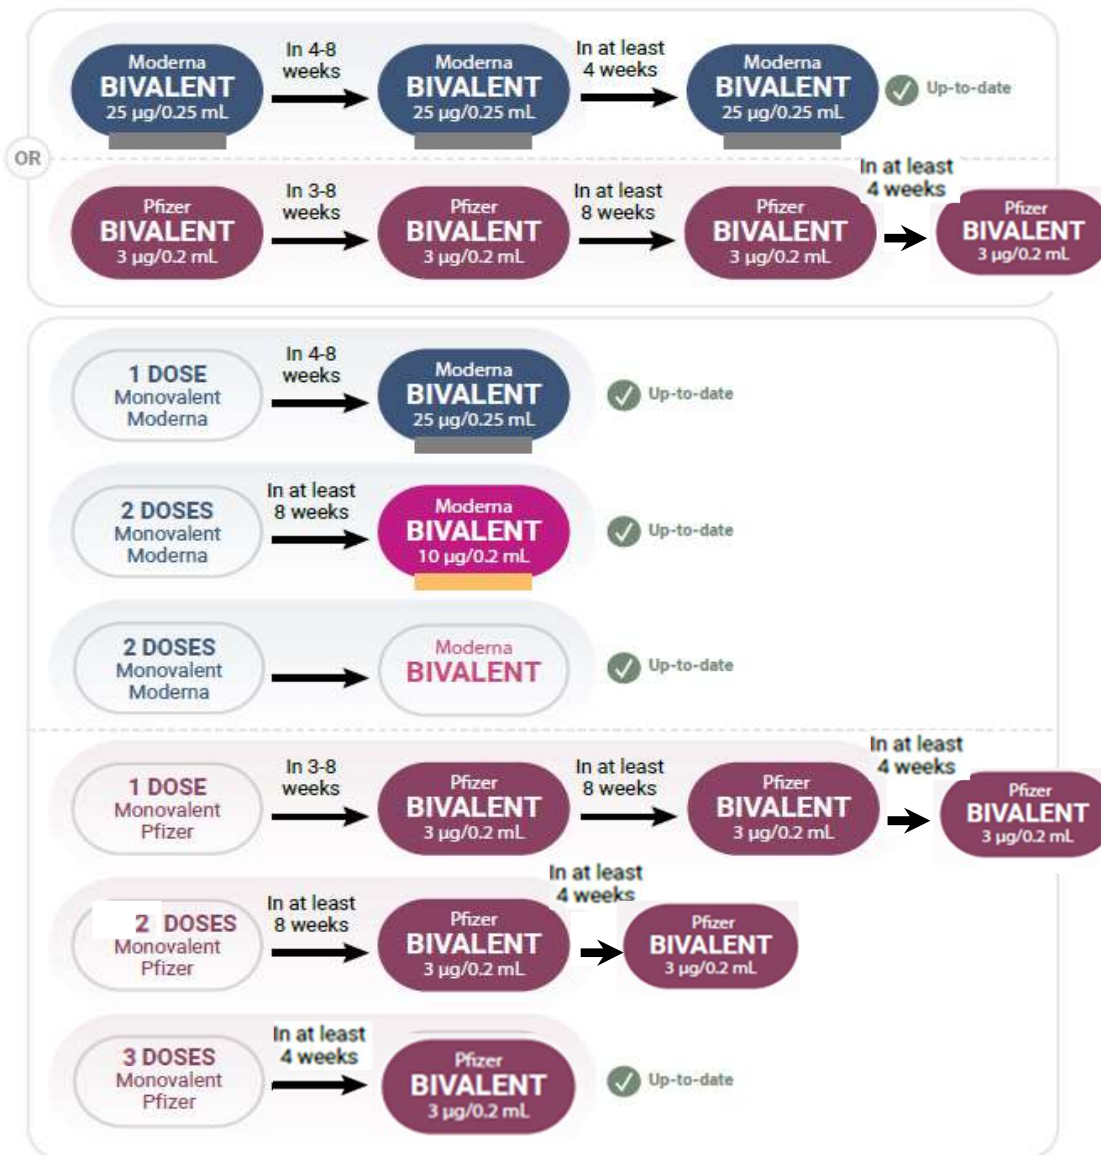 In 4-8
weeks
In at least
4 weeks
Moderna
BIVALENT
25 µg/0.25 mL
Moderna
BIVALENT
25 µg/0.25 mL
Moderna
BIVALENT
25 µg/0.25 mL
Up-to-date
OR
In 3-8
weeks
In at least
8 weeks
In at least
4 weeks
Pfizer
BIVALENT
3 µg/0.2 mL
Pfizer
BIVALENT
3 µg/0.2 mL
Pfizer
BIVALENT
3 µg/0.2 mL
Pfizer
BIVALENT
3 µg/0.2 mL
1 DOSE
Monovalent
Moderna
In 4-8
weeks
Moderna
BIVALENT
25 µg/0.25 mL
Up-to-date
2 DOSES
Monovalent
Moderna
In at least
8 weeks
Moderna
BIVALENT
10 µg/0.2 mL
Up-to-date
2 DOSES
Monovalent
Moderna
Moderna
BIVALENT
Up-to-date
1 DOSE
Monovalent
Pfizer
In 3-8
weeks
Pfizer
BIVALENT
3 µg/0.2 mL
In at least
8 weeks
Pfizer
BIVALENT
3 µg/0.2 mL
In at least
4 weeks
Pfizer
BIVALENT
3 µg/0.2 mL
2 DOSES
Monovalent
Pfizer
In at least
8 weeks
Pfizer
BIVALENT
3 µg/0.2 mL
In at least
4 weeks
Pfizer
BIVALENT
3 µg/0.2 mL
3 DOSES
Monovalent
Pfizer
In at least
4 weeks
Pfizer
BIVALENT
3 µg/0.2 mL
Up-to-date